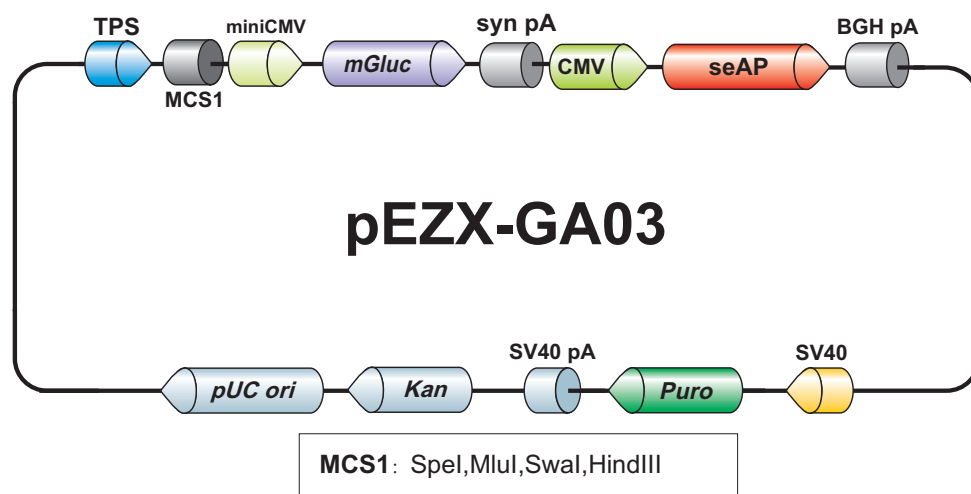 TPS
MCS1
miniCMV
mGluc
syn pA
CMV
seAP
BGH pA
pEZX-GA03
pUC ori
Kan
SV40 pA
Puro
SV40
MCS1: SpeI,MluI,SwaI,HindIII